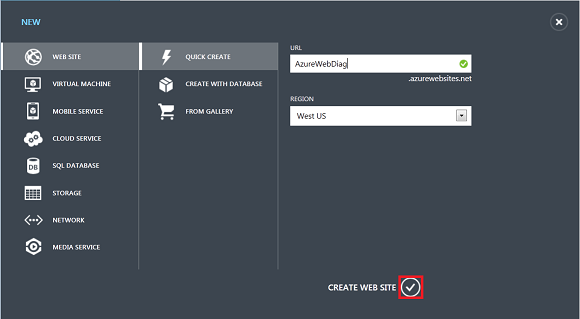 NEW
WEB SITE
VIRTUAL MACHINE
MOBILE SERVICE
CLOUD SERVICE
DB
SQL DATABASE
STORAGE
NETWORK
MEDIA SERVICE
QUICK CREATE
CREATE WITH DATABASE
FROM GALLERY
URL
AzureWebDiag
.azurewebsites.net
REGION
West US
CREATE WEB SITE